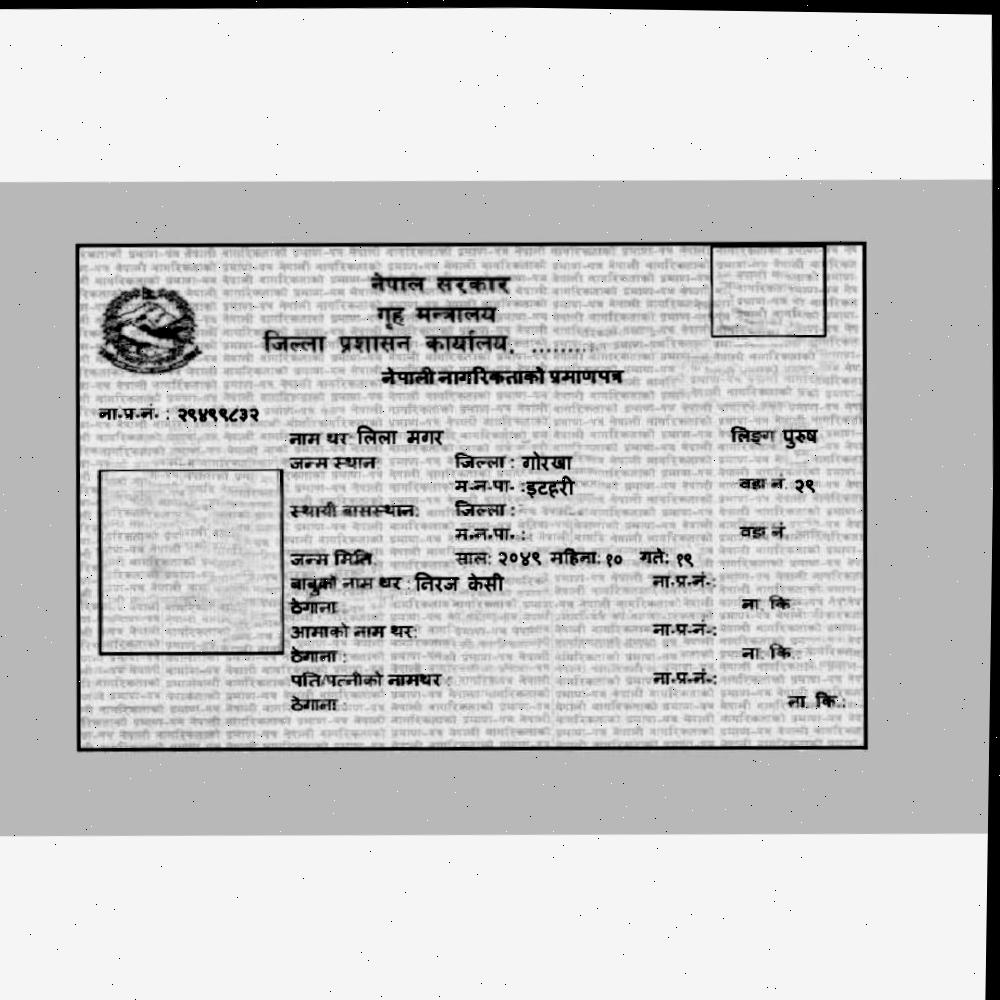 नेपाल सरकार
गृह मन्त्रालय
जिल्ला प्रशासन कार्यालय, .........
नेपाली नागरिकताको प्रमाणपत्र
ना.प्र.नं. : २९४९९८३२
नाम थर लिला मगर लिङ्ग पुरुष
जन्म स्थान: जिल्ला : गोरखा
म.न.पा. :इटहरी वडा नं. २९
स्थायी बासस्थान: जिल्ला :
म.न.पा. : वडा नं.
जन्म मिति साल: २०४९ महिना: १० गते: १९
बाबुको नाम थर : निरज केसी ना.प्र.नं.:
ठेगाना ना. कि
आमाको नाम थर: ना.प्र.नं.:
ठेगाना : ना. कि.:
पति/पत्नीको नामथर : ना.प्र.नं.:
ठेगाना : ना. कि.: